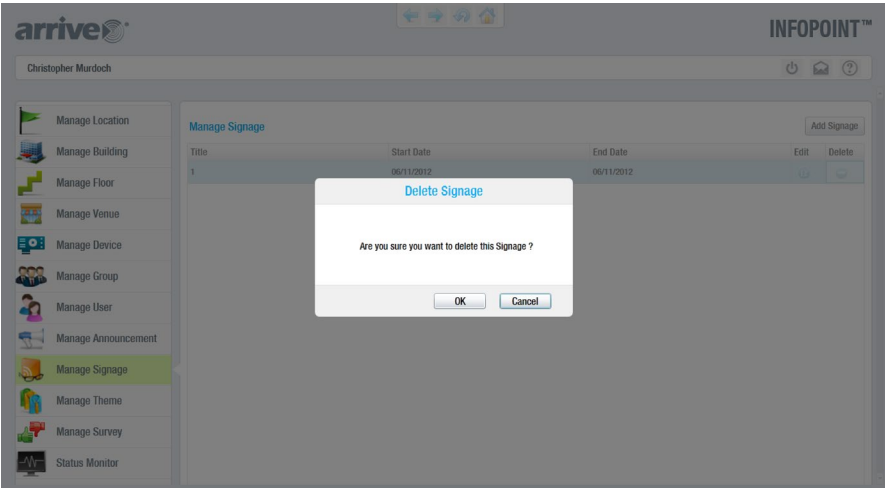 arrive
INFOPOINT™
Christopher Murdoch
Manage Location
Manage Building
Manage Floor
Manage Venue
Manage Device
Manage Group
Manage User
Manage Announcement
Manage Signage
Manage Theme
Manage Survey
Status Monitor
Manage Signage
Add Signage
Title Start Date End Date Edit Delete
1 06/11/2012 06/11/2012
Delete Signage
Are you sure you want to delete this Signage ?
OK Cancel